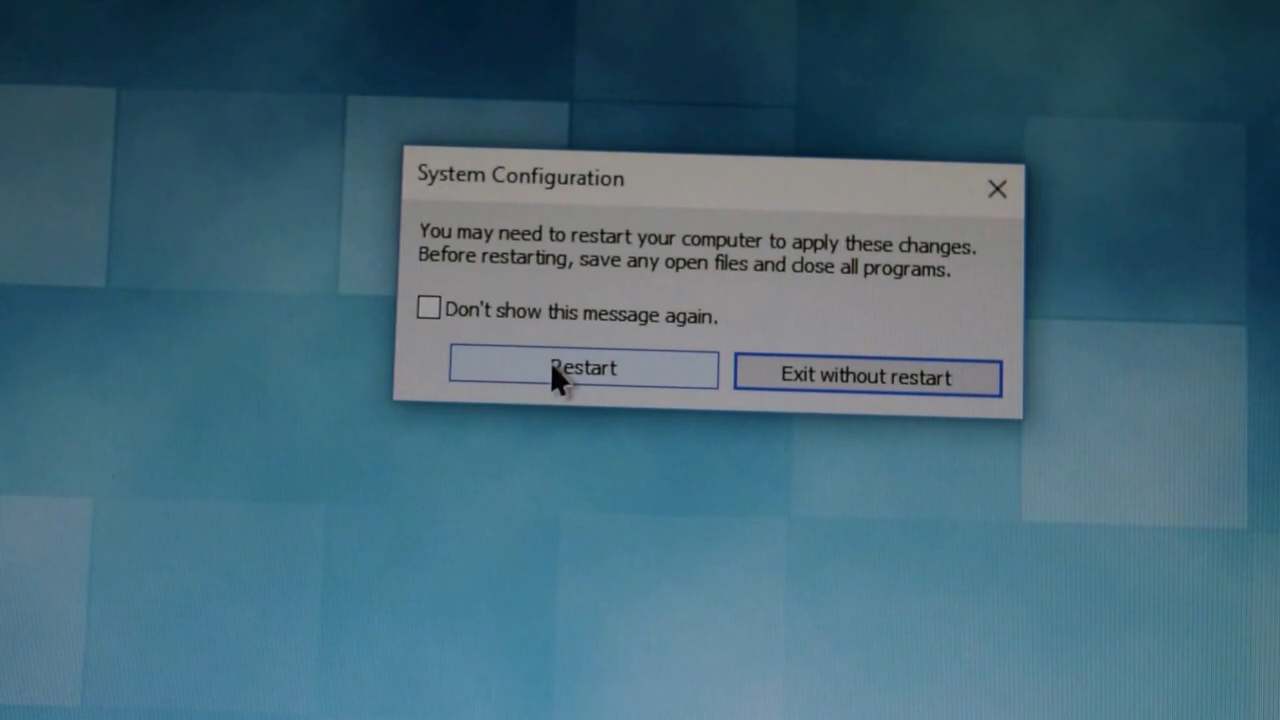 System Configuration
You may need to restart your computer to apply these changes.
Before restarting, save any open files and close all programs.
Don't show this message again.
Restart
Exit without restart